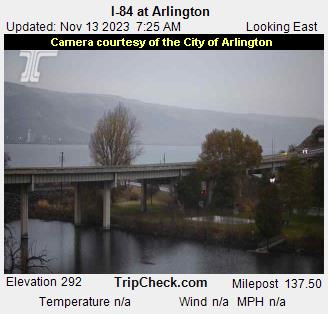 I-84 at Arlington
Updated: Nov 13 2023 7:25 AM Looking East
Camera courtesy of the City of Arlington
Elevation 292 TripCheck.com Milepost 137.50
Temperature n/a Wind n/a MPH n/a